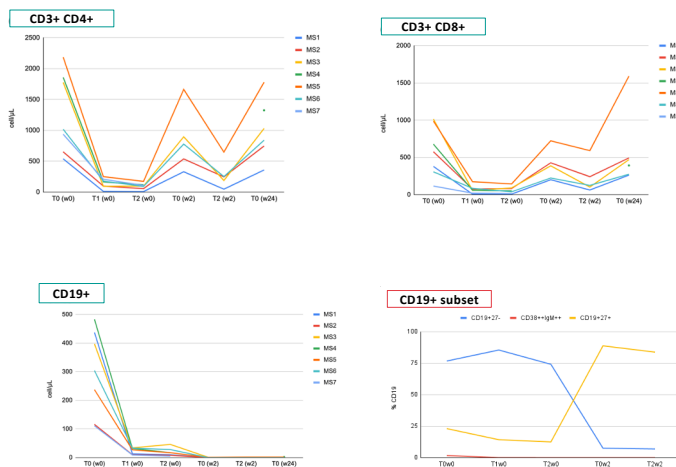 CD3+ CD4+
2500
2000
1500
1000
500
0
cell/µL
T0 (w0) T1 (w0) T2 (w0) T0 (w2) T2 (w2) T0 (w24)
MS1
MS2
MS3
MS4
MS5
MS6
MS7
CD3+ CD8+
2000
1500
1000
500
0
cell/µL
T0 (w0) T1 (w0) T2 (w0) T0 (w2) T2 (w2) T0 (w24)
M
M
M
M
M
M
M
CD19+
500
400
300
200
100
0
cell/µL
T0 (w0) T1 (w0) T2 (w0) T0 (w2) T2 (w2) T0 (w24)
MS1
MS2
MS3
MS4
MS5
MS6
MS7
CD19+ subset
CD19+27- CD38++IgM++ CD19+27+
100
75
50
25
0
% CD19
T0w0 T1w0 T2w0 T0w2 T2w2